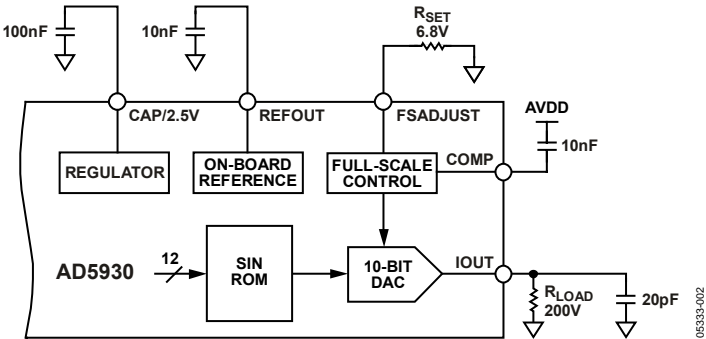 100nF
10nF
RSET
6.8V
CAP/2.5V
REFOUT
FSADJUST
AVDD
10nF
REGULATOR
ON-BOARD
REFERENCE
FULL-SCALE
CONTROL
COMP
AD5930
12
SIN
ROM
10-BIT
DAC
IOUT
RLOAD
200V
20pF
05333-002